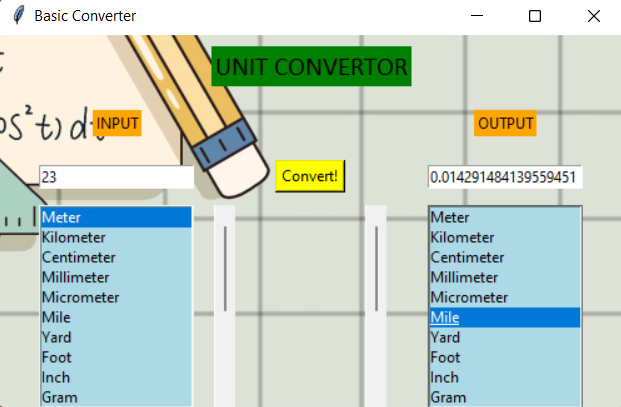 Basic Converter
UNIT CONVERTOR
INPUT
OUTPUT
23
Convert!
0.014291484139559451
Meter
Kilometer
Centimeter
Millimeter
Micrometer
Mile
Yard
Foot
Inch
Gram
Meter
Kilometer
Centimeter
Millimeter
Micrometer
Mile
Yard
Foot
Inch
Gram